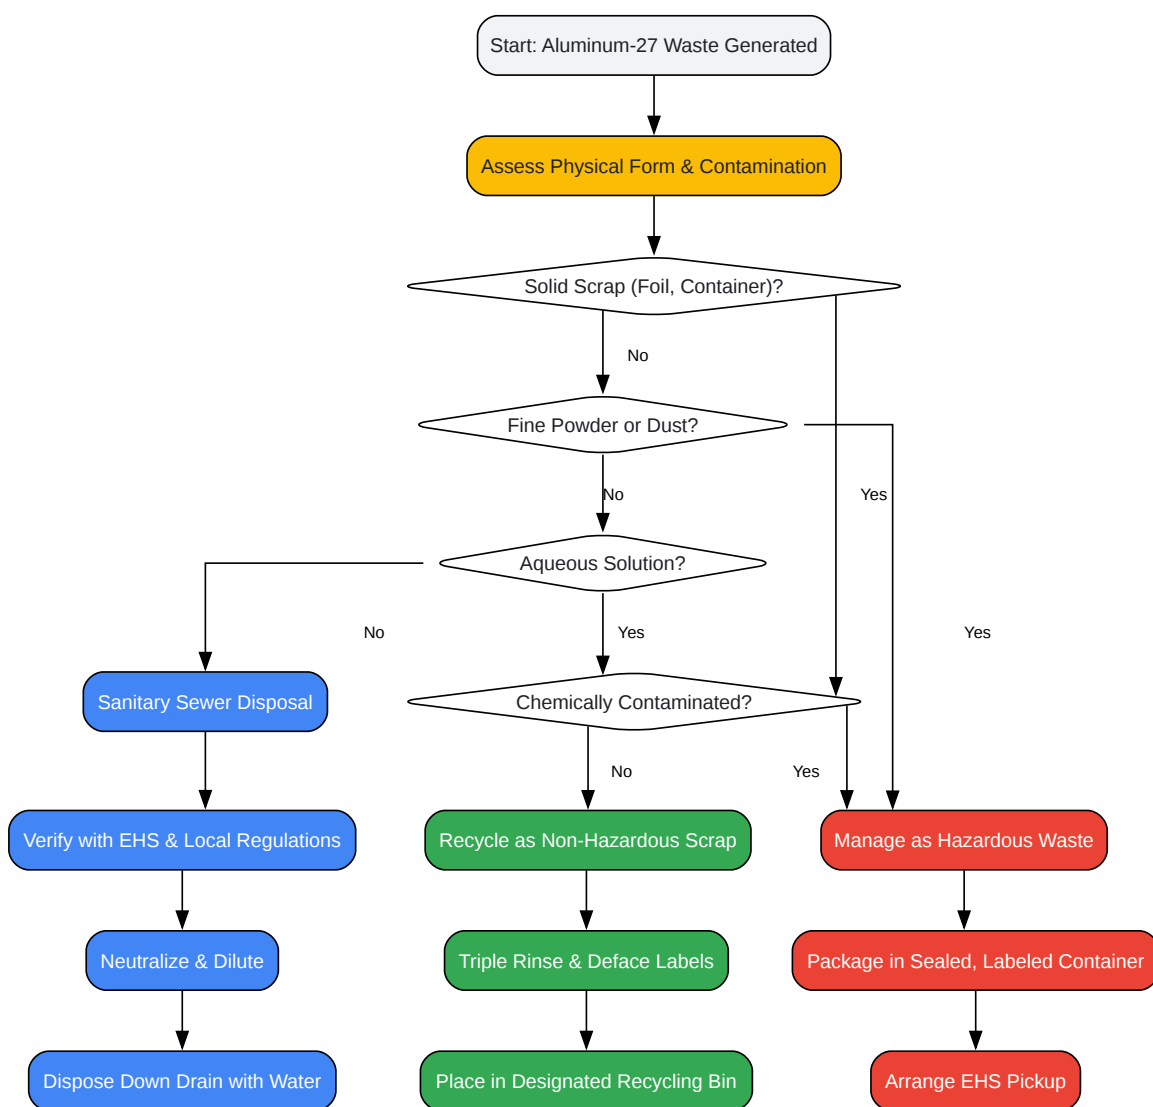 Start: Aluminum-27 Waste Generated
Assess Physical Form & Contamination
Solid Scrap (Foil, Container)?
No
Fine Powder or Dust?
No
Yes
Aqueous Solution?
No
Yes
Yes
Sanitary Sewer Disposal
Chemically Contaminated?
No
Yes
Verify with EHS & Local Regulations
Recycle as Non-Hazardous Scrap
Manage as Hazardous Waste
Neutralize & Dilute
Triple Rinse & Deface Labels
Package in Sealed, Labeled Container
Dispose Down Drain with Water
Place in Designated Recycling Bin
Arrange EHS Pickup